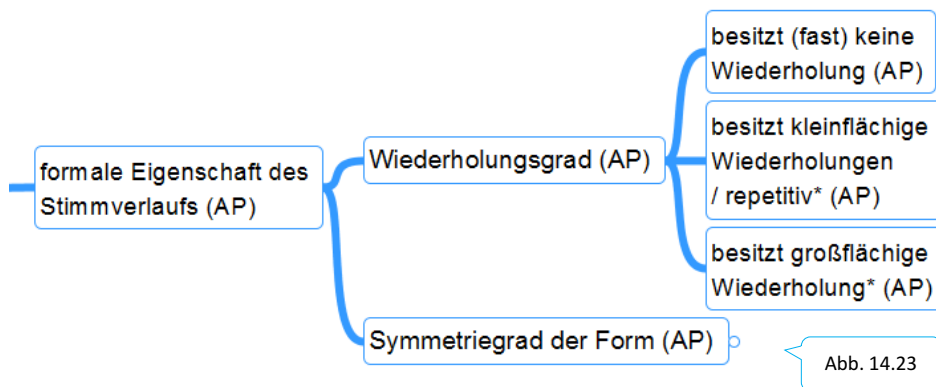 formale Eigenschaft des
Stimmverlaufs (AP)
Wiederholungsgrad (AP)
besitzt (fast) keine
Wiederholung (AP)
besitzt kleinflächige
Wiederholungen
/ repetitiv* (AP)
besitzt großflächige
Wiederholung* (AP)
Symmetriegrad der Form (AP)
Abb. 14.23